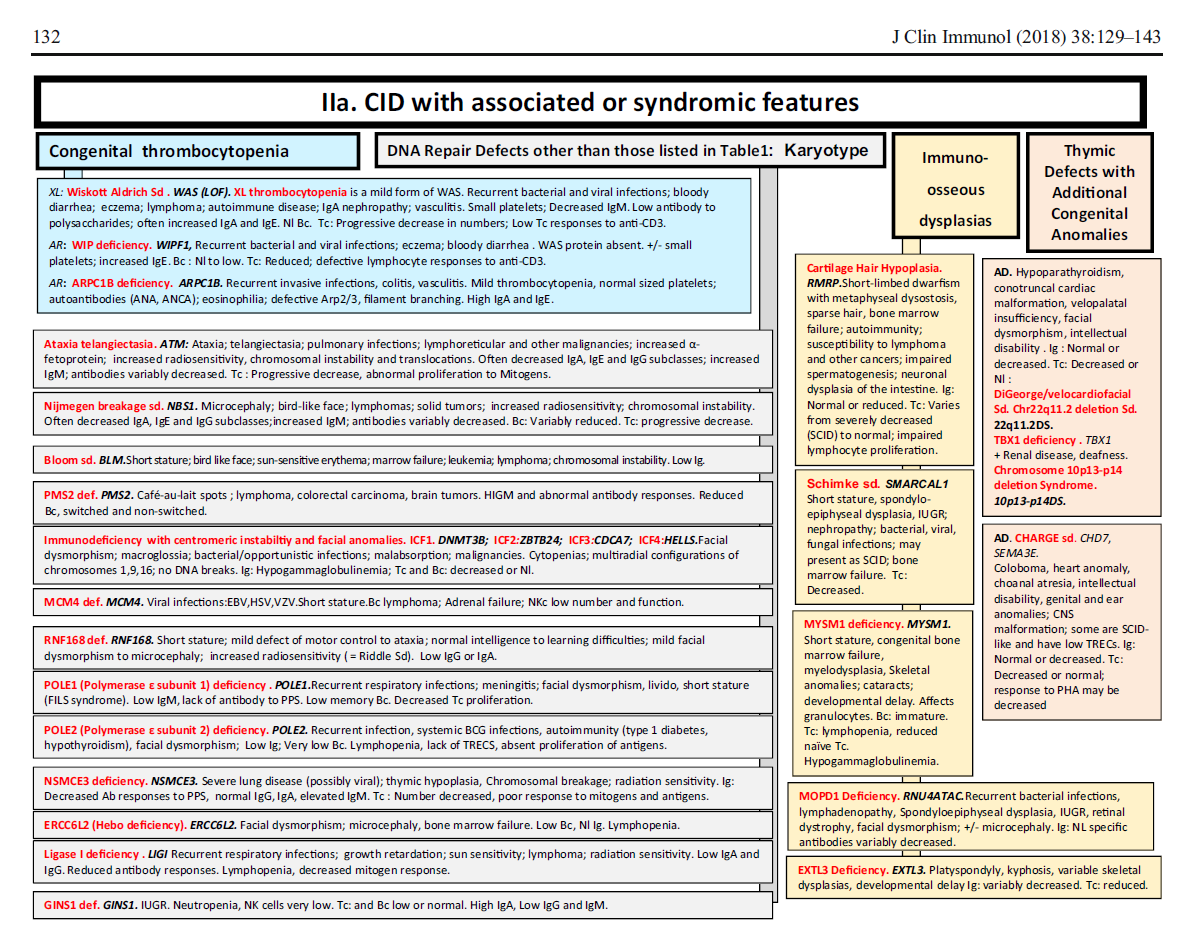 132
J Clin Immunol (2018) 38:129–143
IIa. CID with associated or syndromic features
Congenital thrombocytopenia
XL: Wiskott Aldrich Sd . WAS (LOF). XL thrombocytopenia is a mild form of WAS. Recurrent bacterial and viral infections; bloody
diarrhea; eczema; lymphoma; autoimmune disease; IgA nephropathy; vasculitis. Small platelets; Decreased IgM. Low antibody to
polysaccharides; often increased IgA and IgE. Nl Bc. Tc: Progressive decrease in numbers; Low Tc responses to anti-CD3.
AR: WIP deficiency. WIPF1, Recurrent bacterial and viral infections; eczema; bloody diarrhea . WAS protein absent. +/- small
platelets; increased IgE. Bc : Nl to low. Tc: Reduced; defective lymphocyte responses to anti-CD3.
AR: ARPC1B deficiency. ARPC1B. Recurrent invasive infections, colitis, vasculitis. Mild thrombocytopenia, normal sized platelets;
autoantibodies (ANA, ANCA); eosinophilia; defective Arp2/3, filament branching. High IgA and IgE.
DNA Repair Defects other than those listed in Table1: Karyotype
Ataxia telangiectasia. ATM: Ataxia; telangiectasia; pulmonary infections; lymphoreticular and other malignancies; increased α-
fetoprotein; increased radiosensitivity, chromosomal instability and translocations. Often decreased IgA, IgE and IgG subclasses; increased
IgM; antibodies variably decreased. Tc : Progressive decrease, abnormal proliferation to Mitogens.
Nijmegen breakage sd. NBS1. Microcephaly; bird-like face; lymphomas; solid tumors; increased radiosensitivity; chromosomal instability.
Often decreased IgA, IgE and IgG subclasses;increased IgM; antibodies variably decreased. Bc: Variably reduced. Tc: progressive decrease.
Bloom sd. BLM.Short stature; bird like face; sun-sensitive erythema; marrow failure; leukemia; lymphoma; chromosomal instability. Low Ig.
PMS2 def. PMS2. Café-au-lait spots ; lymphoma, colorectal carcinoma, brain tumors. HIGM and abnormal antibody responses. Reduced
Bc, switched and non-switched.
Immunodeficiency with centromeric instabiltiy and facial anomalies. ICF1. DNMT3B; ICF2:ZBTB24; ICF3:CDCA7; ICF4:HELLS.Facial
dysmorphism; macroglossia; bacterial/opportunistic infections; malabsorption; malignancies. Cytopenias; multiradial configurations of
chromosomes 1,9,16; no DNA breaks. Ig: Hypogammaglobulinemia; Tc and Bc: decreased or Nl.
MCM4 def. MCM4. Viral infections:EBV,HSV,VZV.Short stature.Bc lymphoma; Adrenal failure; NKc low number and function.
RNF168 def. RNF168. Short stature; mild defect of motor control to ataxia; normal intelligence to learning difficulties; mild facial
dysmorphism to microcephaly; increased radiosensitivity ( = Riddle Sd). Low IgG or IgA.
POLE1 (Polymerase ε subunit 1) deficiency . POLE1.Recurrent respiratory infections; meningitis; facial dysmorphism, livido, short stature
(FILS syndrome). Low IgM, lack of antibody to PPS. Low memory Bc. Decreased Tc proliferation.
POLE2 (Polymerase ε subunit 2) deficiency. POLE2. Recurrent infection, systemic BCG infections, autoimmunity (type 1 diabetes,
hypothyroidism), facial dysmorphism; Low Ig; Very low Bc. Lymphopenia, lack of TRECS, absent proliferation of antigens.
NSMCE3 deficiency. NSMCE3. Severe lung disease (possibly viral); thymic hypoplasia, Chromosomal breakage; radiation sensitivity. Ig:
Decreased Ab responses to PPS, normal IgG, IgA, elevated IgM. Tc : Number decreased, poor response to mitogens and antigens.
ERCC6L2 (Hebo deficiency). ERCC6L2. Facial dysmorphism; microcephaly, bone marrow failure. Low Bc, Nl Ig. Lymphopenia.
Ligase I deficiency . LIGI Recurrent respiratory infections; growth retardation; sun sensitivity; lymphoma; radiation sensitivity. Low IgA and
IgG. Reduced antibody responses. Lymphopenia, decreased mitogen response.
GINS1 def. GINS1. IUGR. Neutropenia, NK cells very low. Tc: and Bc low or normal. High IgA, Low IgG and IgM.
Immuno-
osseous
dysplasias
Cartilage Hair Hypoplasia.
RMRP.Short-limbed dwarfism
with metaphyseal dysostosis,
sparse hair, bone marrow
failure; autoimmunity;
susceptibility to lymphoma
and other cancers; impaired
spermatogenesis; neuronal
dysplasia of the intestine. Ig:
Normal or reduced. Tc: Varies
from severely decreased
(SCID) to normal; impaired
lymphocyte proliferation.
Schimke sd. SMARCAL1
Short stature, spondylo-
epiphyseal dysplasia, IUGR;
nephropathy; bacterial, viral,
fungal infections; may
present as SCID; bone
marrow failure. Tc:
Decreased.
MYSM1 deficiency. MYSM1.
Short stature, congenital bone
marrow failure,
myelodysplasia, Skeletal
anomalies; cataracts;
developmental delay. Affects
granulocytes. Bc: immature.
Tc: lymphopenia, reduced
naïve Tc.
Hypogammaglobulinemia.
MOPD1 Deficiency. RNU4ATAC.Recurrent bacterial infections,
lymphadenopathy, Spondyloepiphyseal dysplasia, IUGR, retinal
dystrophy, facial dysmorphism; +/- microcephaly. Ig: NL specific
antibodies variably decreased.
EXTL3 Deficiency. EXTL3. Platyspondly, kyphosis, variable skeletal
dysplasias, developmental delay Ig: variably decreased. Tc: reduced.
Thymic
Defects with
Additional
Congenital
Anomalies
AD. Hypoparathyroidism,
conotruncal cardiac
malformation, velopalatal
insufficiency, facial
dysmorphism, intellectual
disability . Ig : Normal or
decreased. Tc: Decreased or
Nl :
DiGeorge/velocardiofacial
Sd. Chr22q11.2 deletion Sd.
22q11.2DS.
TBX1 deficiency . TBX1
+ Renal disease, deafness.
Chromosome 10p13-p14
deletion Syndrome.
10p13-p14DS.
AD. CHARGE sd. CHD7,
SEMA3E.
Coloboma, heart anomaly,
choanal atresia, intellectual
disability, genital and ear
anomalies; CNS
malformation; some are SCID-
like and have low TRECs. Ig:
Normal or decreased. Tc:
Decreased or normal;
response to PHA may be
decreased